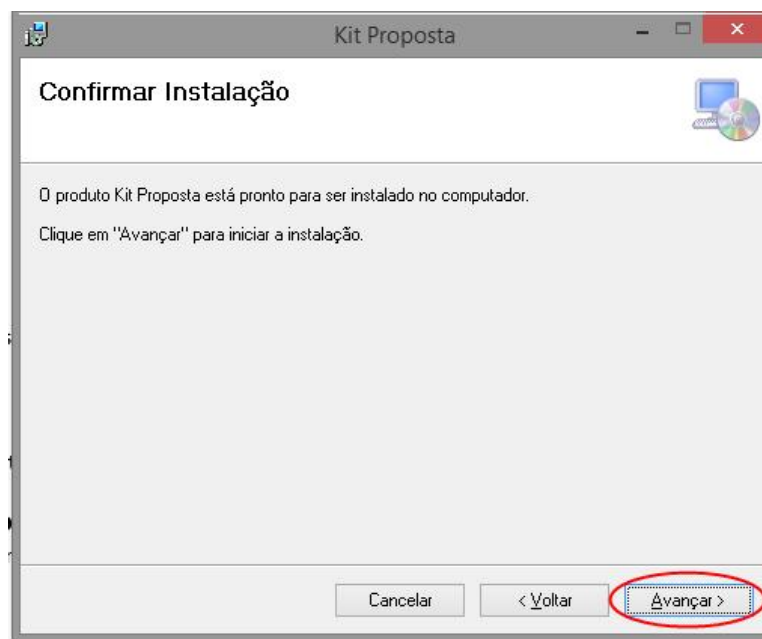 Kit Proposta
Confirmar Instalação
O produto Kit Proposta está pronto para ser instalado no computador.
Clique em "Avançar" para iniciar a instalação.
Cancelar
< Voltar
Avançar >